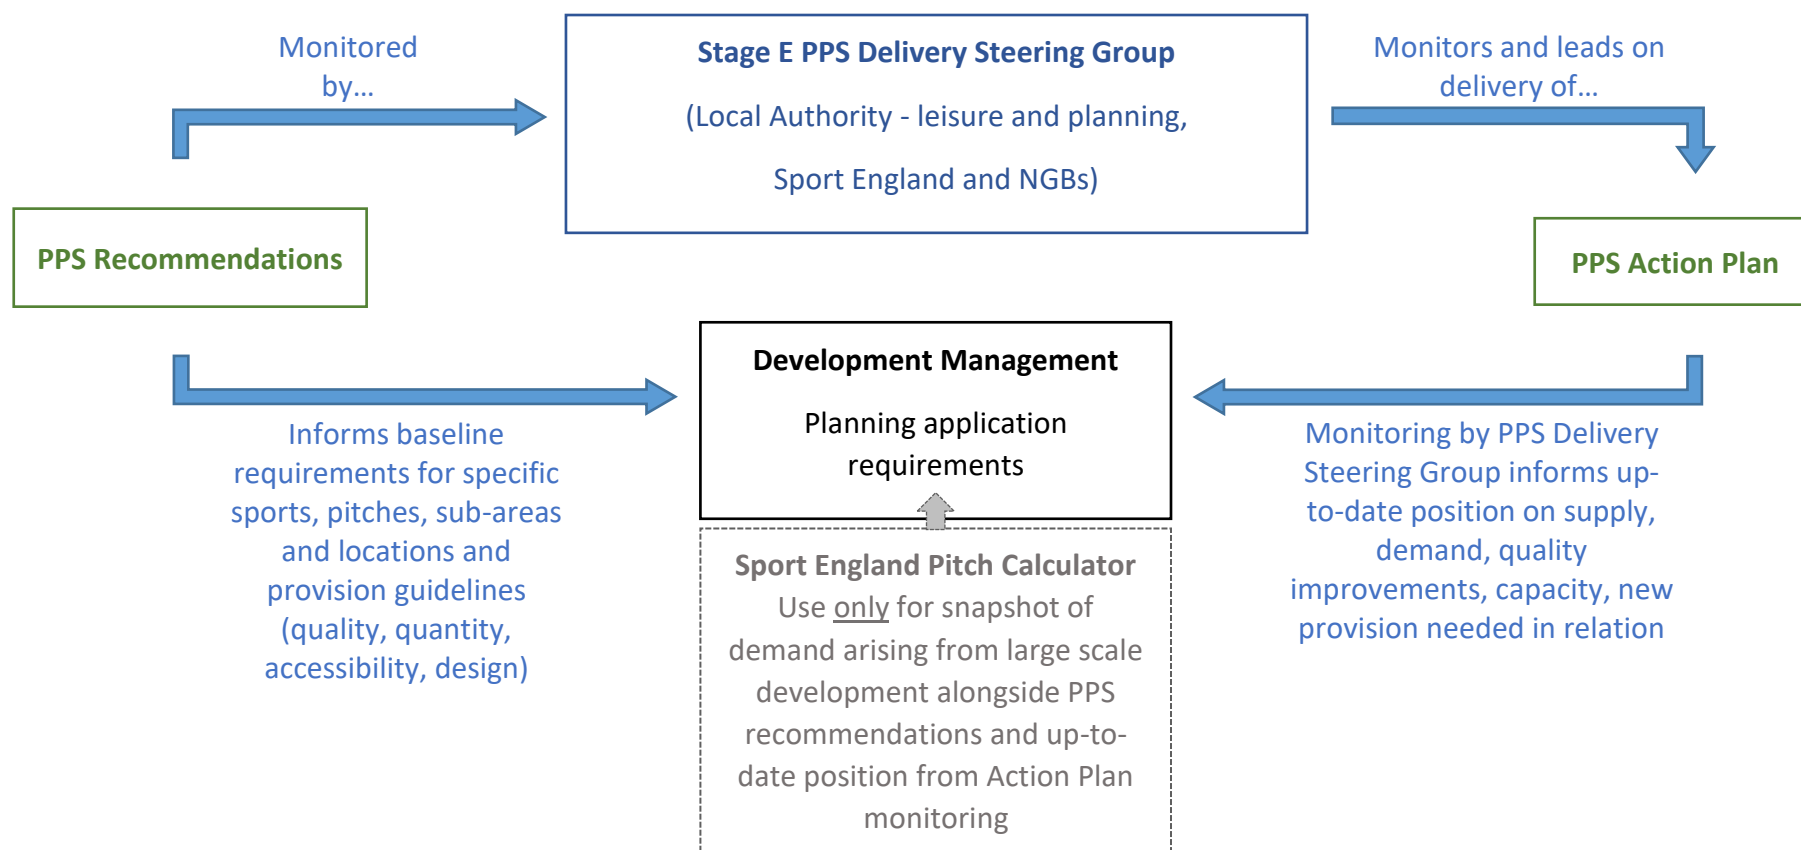 Monitored
by...
Stage E PPS Delivery Steering Group
(Local Authority - leisure and planning,
Sport England and NGBs)
Monitors and leads on
delivery of...
PPS Recommendations
PPS Action Plan
Development Management
Planning application
requirements
Informs baseline
requirements for specific
sports, pitches, sub-areas
and locations and
provision guidelines
(quality, quantity,
accessibility, design)
Monitoring by PPS Delivery
Steering Group informs up-
to-date position on supply,
demand, quality
improvements, capacity, new
provision needed in relation
Sport England Pitch Calculator
Use only for snapshot of
demand arising from large scale
development alongside PPS
recommendations and up-to-
date position from Action Plan
monitoring